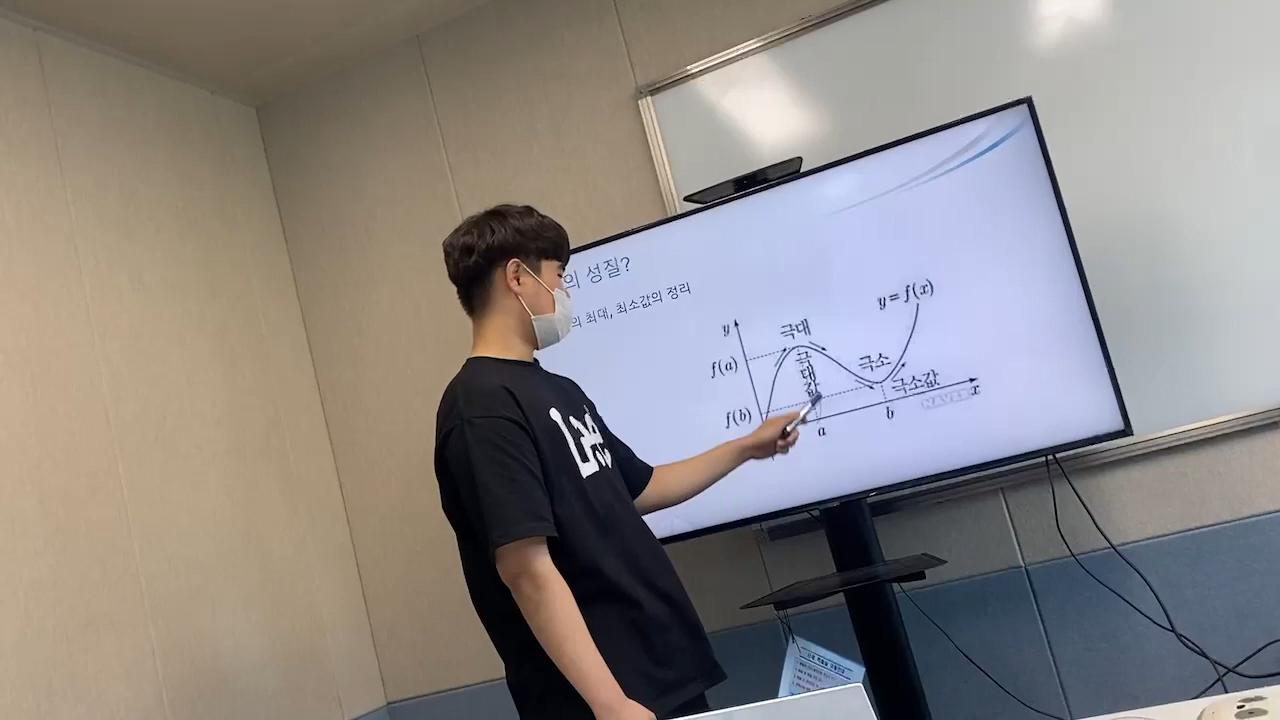 의 성질?
의 최대, 최소값의 정리
y=f(x)
y
극대
f(a)
극대값
극소
극소값
x
f(b)
a
b